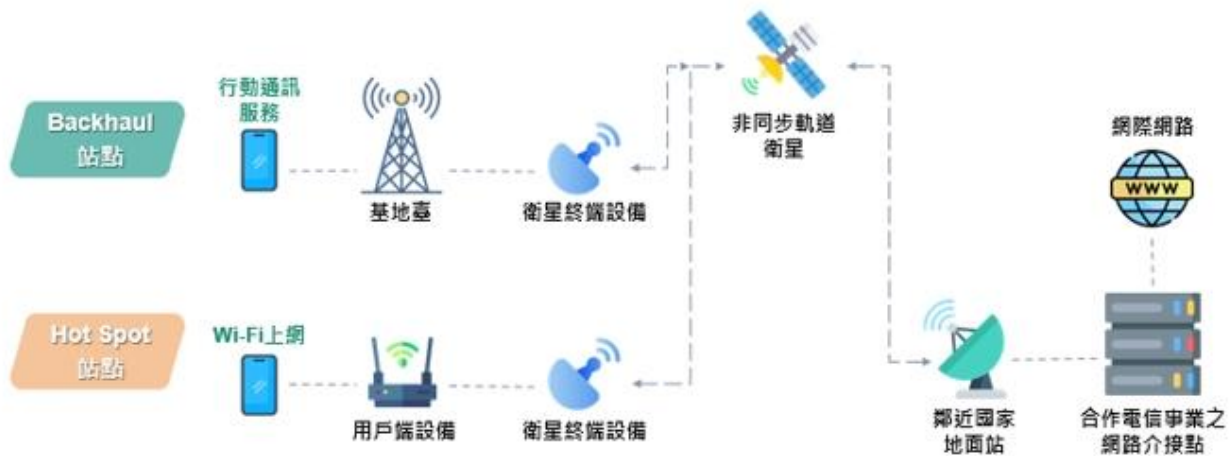 Backhaul
站點
行動通訊
服務
基地臺
衛星終端設備
非同步軌道
衛星
網際網路
WWW
Hot Spot
站點
Wi-Fi上網
用戶端設備
衛星終端設備
鄰近國家
地面站
合作電信事業之
網路介接點